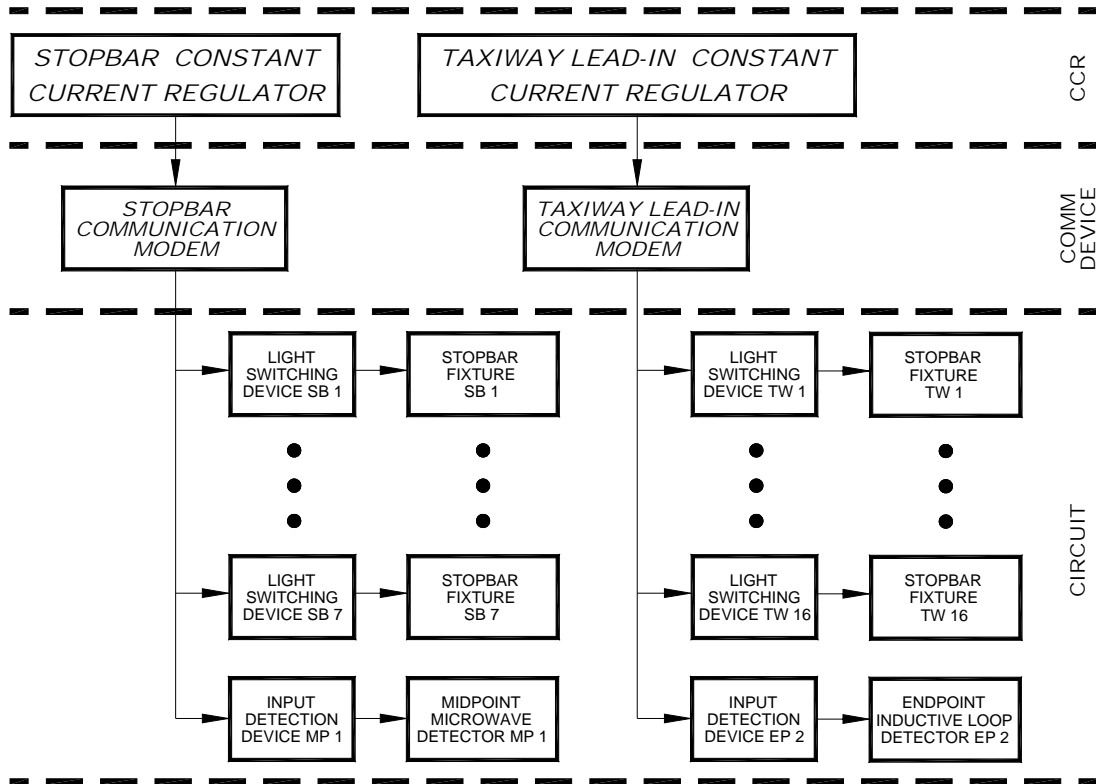 STOPBAR CONSTANT
CURRENT REGULATOR
TAXIWAY LEAD-IN CONSTANT
CURRENT REGULATOR
CCR
STOPBAR
COMMUNICATION
MODEM
TAXIWAY LEAD-IN
COMMUNICATION
MODEM
COMM
DEVICE
LIGHT
SWITCHING
DEVICE SB 1
STOPBAR
FIXTURE
SB 1
LIGHT
SWITCHING
DEVICE TW 1
STOPBAR
FIXTURE
TW 1
LIGHT
SWITCHING
DEVICE SB 7
STOPBAR
FIXTURE
SB 7
LIGHT
SWITCHING
DEVICE TW 16
STOPBAR
FIXTURE
TW 16
CIRCUIT
INPUT
DETECTION
DEVICE MP 1
MIDPOINT
MICROWAVE
DETECTOR MP 1
INPUT
DETECTION
DEVICE EP 2
ENDPOINT
INDUCTIVE LOOP
DETECTOR EP 2